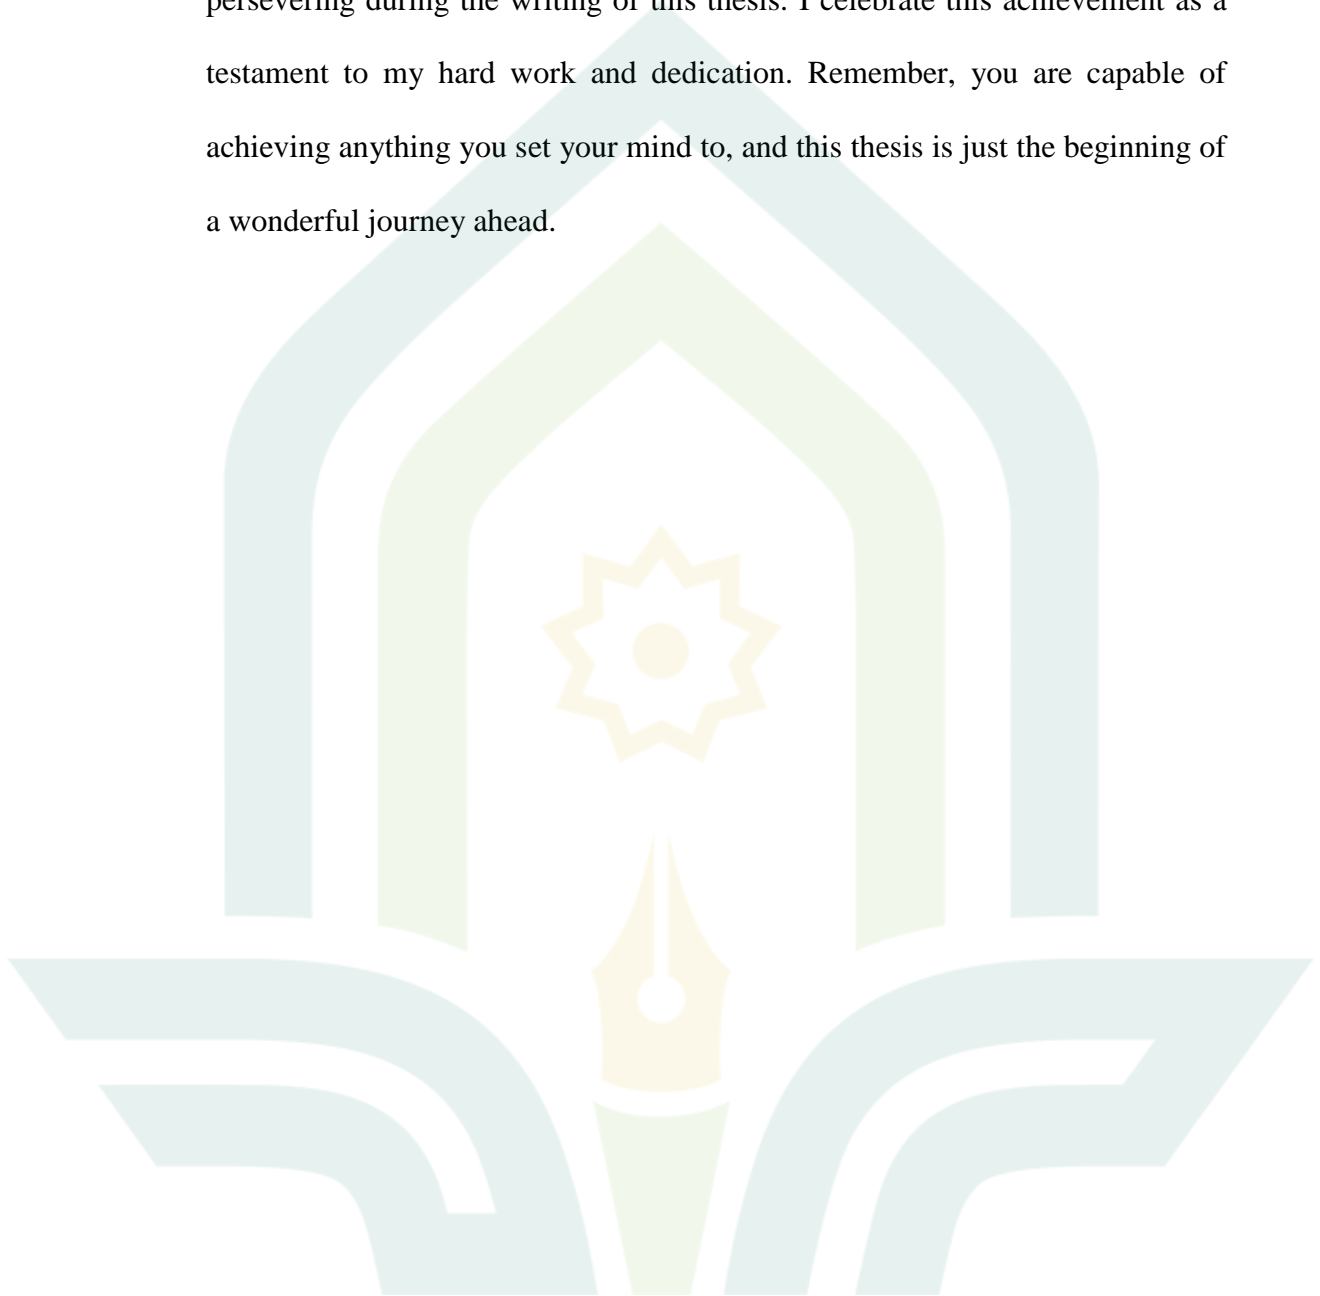 persevering during the writing of this thesis. I celebrate this achievement as a
testament to my hard work and dedication. Remember, you are capable of
achieving anything you set your mind to, and this thesis is just the beginning of
a wonderful journey ahead.